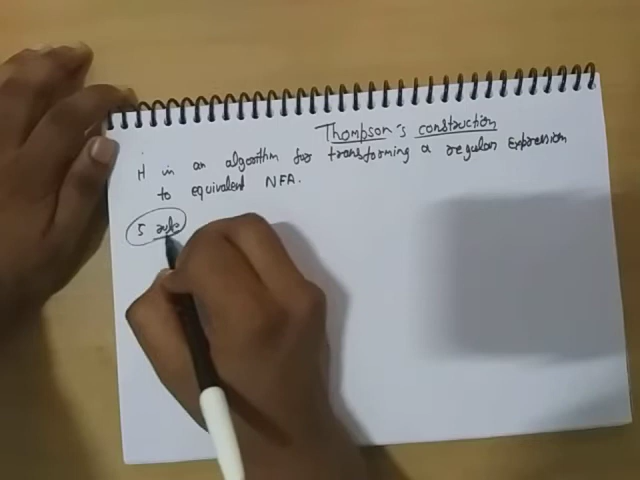 Thompson's construction
it is an algorithm for transforming a regular Expression
to equivalent NFA.
5 rules